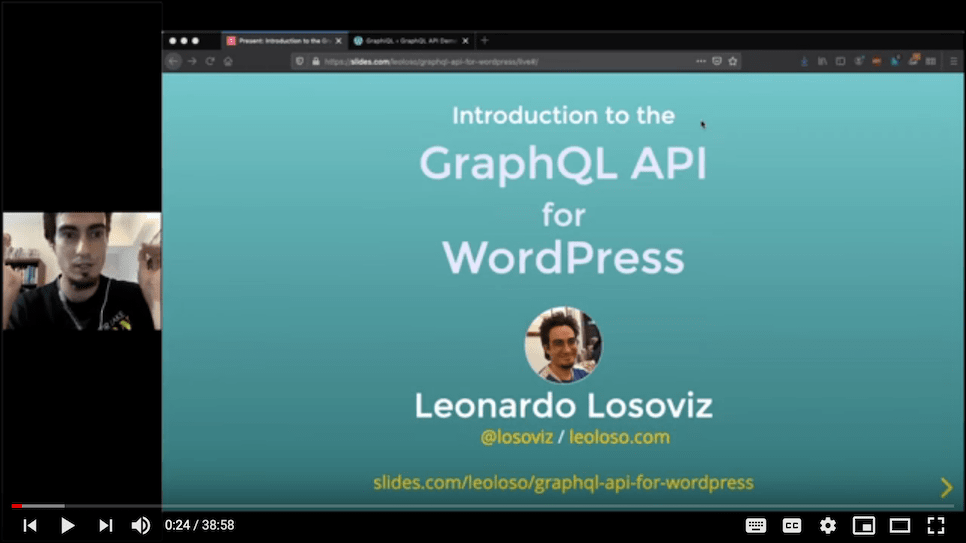 Present: Introduction to the Gr
GraphiQL < GraphQL API Demo
https://slides.com/leoloso/graphql-api-for-wordpress/live#/
Introduction to the
GraphQL API
for
WordPress
Leonardo Losoviz
@losoviz / leoloso.com
slides.com/leoloso/graphql-api-for-wordpress
0:24 / 38:58
CC